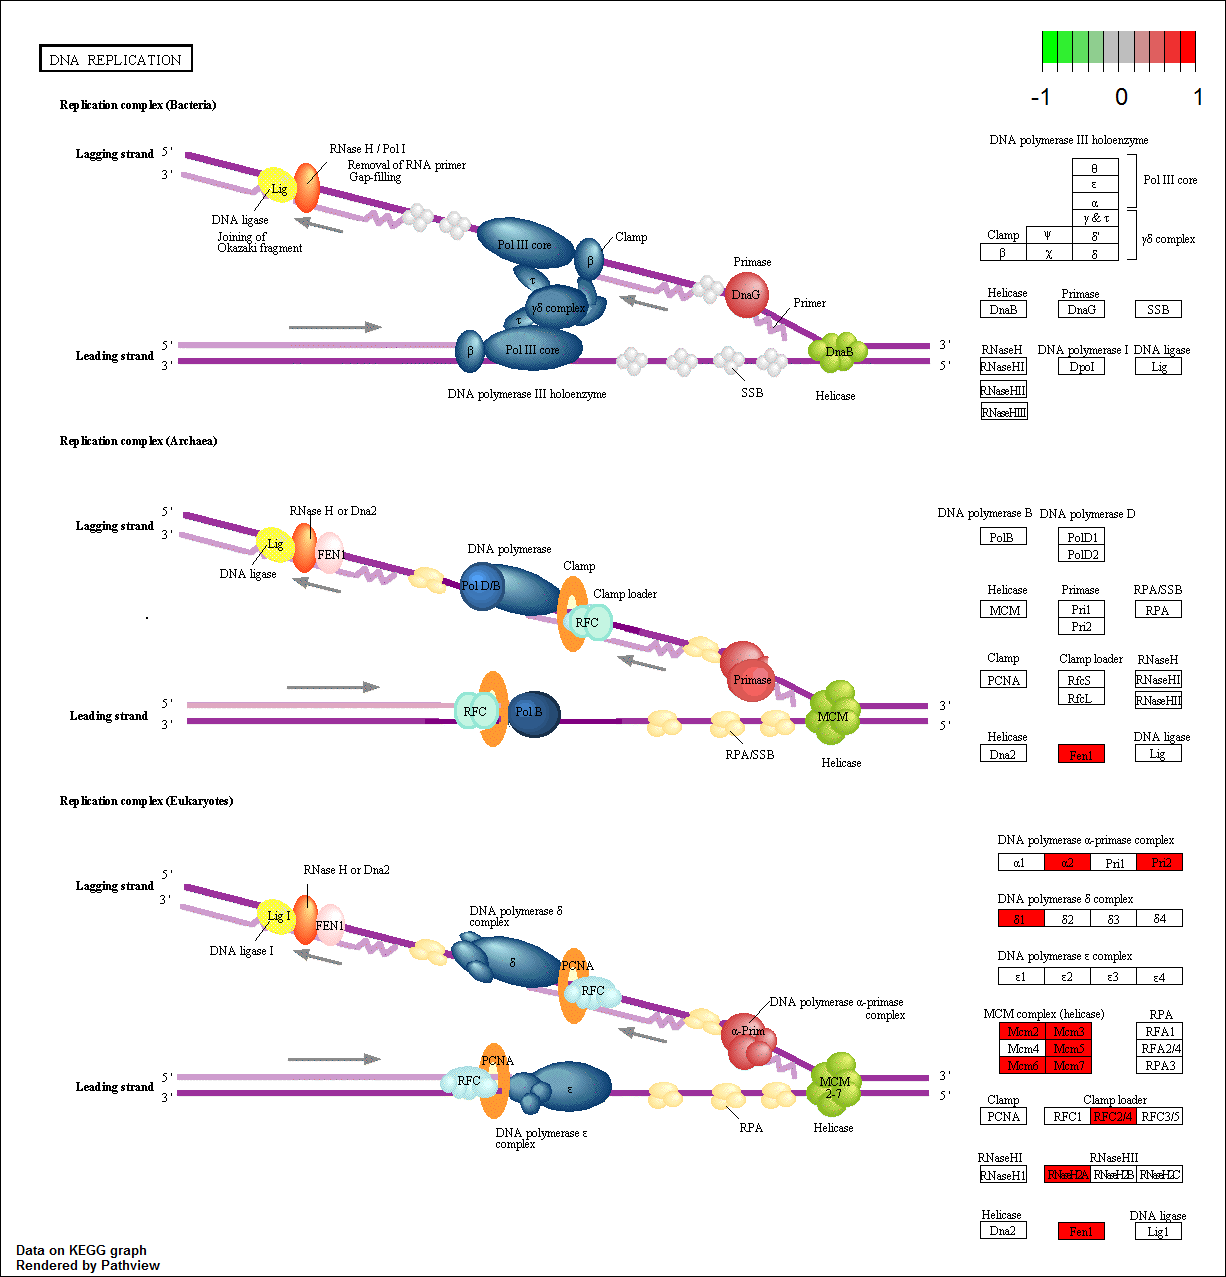 DNA REPLICATION
-1 0 1
Replication complex (Bacteria)
Lagging strand
5'
3'
RNase H / Pol I
Removal of RNA primer
Gap-filling
Lig
DNA ligase
Joining of
Okazaki fragment
Pol III core
Clamp
β
τ
γδ complex
τ
Primase
DnaG
Primer
Leading strand
5'
3'
β
Pol III core
DnaB
3'
5'
DNA polymerase III holoenzyme
SSB
Helicase
DNA polymerase III holoenzyme
θ
ε
α
Pol III core
γ & τ
Clamp
ψ
δ'
γδ complex
β
χ
δ
Helicase
DnaB
Primase
DnaG
SSB
RNaseH
RNaseHI
RNaseHII
RNaseHIII
DNA polymerase I
DpoI
DNA ligase
Lig
Replication complex (Archaea)
Lagging strand
5'
3'
RNase H or Dna2
Lig
FEN1
DNA ligase
DNA polymerase
Pol D/B
Clamp
Clamp loader
RFC
Primase
Leading strand
5'
3'
RFC
Pol B
MCM
3'
5'
RPA/SSB
Helicase
DNA polymerase B
PolB
DNA polymerase D
PolD1
PolD2
Helicase
MCM
Primase
Pri1
Pri2
RPA/SSB
RPA
Clamp
PCNA
Clamp loader
RfcS
RfcL
RNaseH
RNaseHI
RNaseHII
Helicase
Dna2
Fen1
DNA ligase
Lig
Replication complex (Eukaryotes)
Lagging strand
5'
3'
RNase H or Dna2
Lig I
FEN1
DNA ligase I
DNA polymerase δ
complex
δ
PCNA
RFC
DNA polymerase α-primase
complex
α-Prim
Leading strand
5'
3'
PCNA
RFC
ε
MCM
2-7
3'
5'
DNA polymerase ε
complex
RPA
Helicase
DNA polymerase α-primase complex
α1 α2 Pri1 Pri2
DNA polymerase δ complex
δ1 δ2 δ3 δ4
DNA polymerase ε complex
ε1 ε2 ε3 ε4
MCM complex (helicase)
Mcm2 Mcm3
Mcm4 Mcm5
Mcm6 Mcm7
RPA
RFA1
RFA2/4
RPA3
Clamp
PCNA
Clamp loader
RFC1 RFC2/4 RFC3/5
RNaseHI
RNaseH1
RNaseHII
RNaseH2A RNaseH2B RNaseH2C
Helicase
Dna2
Fen1
DNA ligase
Lig1
Data on KEGG graph
Rendered by Pathview